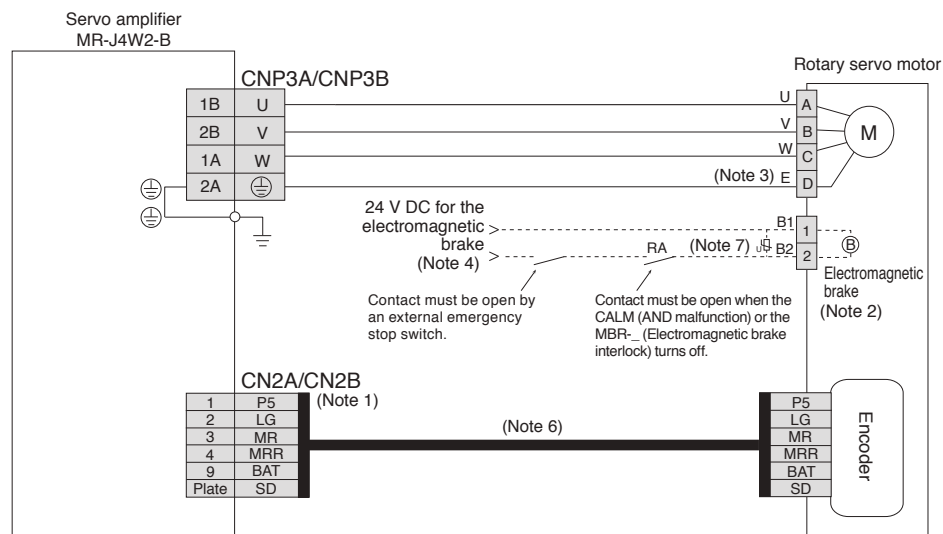 Servo amplifier
MR-J4W2-B
Rotary servo motor
CNP3A/CNP3B
1B U
2B V
1A W
2A
U A
V B
W C
(Note 3) E D
M
24 V DC for the
electromagnetic
brake
(Note 4)
B1 1
RA (Note 7) U B2 2
B
Electromagnetic
brake
(Note 2)
Contact must be open by
an external emergency
stop switch.
Contact must be open when the
CALM (AND malfunction) or the
MBR-_ (Electromagnetic brake
interlock) turns off.
CN2A/CN2B
(Note 1)
1 P5
2 LG
3 MR
4 MRR
9 BAT
Plate SD
(Note 6)
P5
LG
MR
MRR
BAT
SD
Encoder